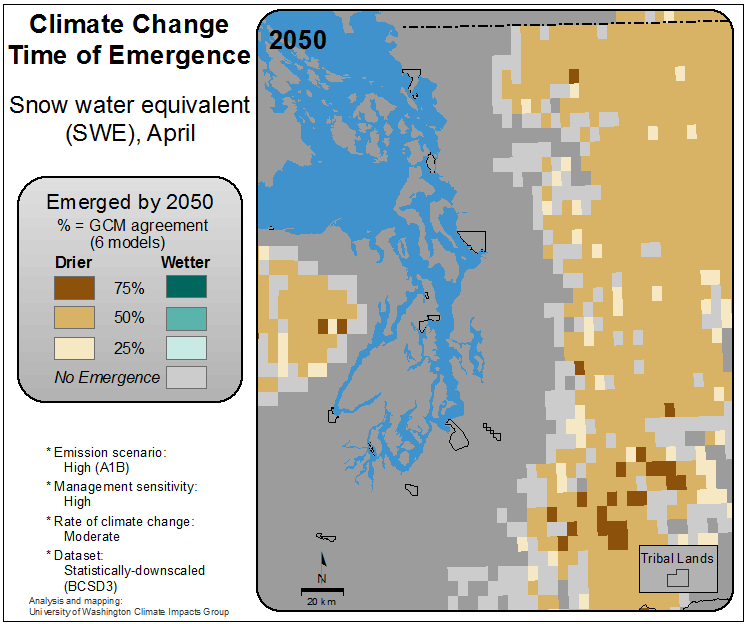 Climate Change
Time of Emergence
Snow water equivalent
(SWE), April
Emerged by 2050
% = GCM agreement
(6 models)
Drier Wetter
75%
50%
25%
No Emergence
* Emission scenario:
High (A1B)
* Management sensitivity:
High
* Rate of climate change:
Moderate
* Dataset:
Statistically-downscaled
(BCSD3)
Analysis and mapping:
University of Washington Climate Impacts Group
2050
N
20 km
Tribal Lands